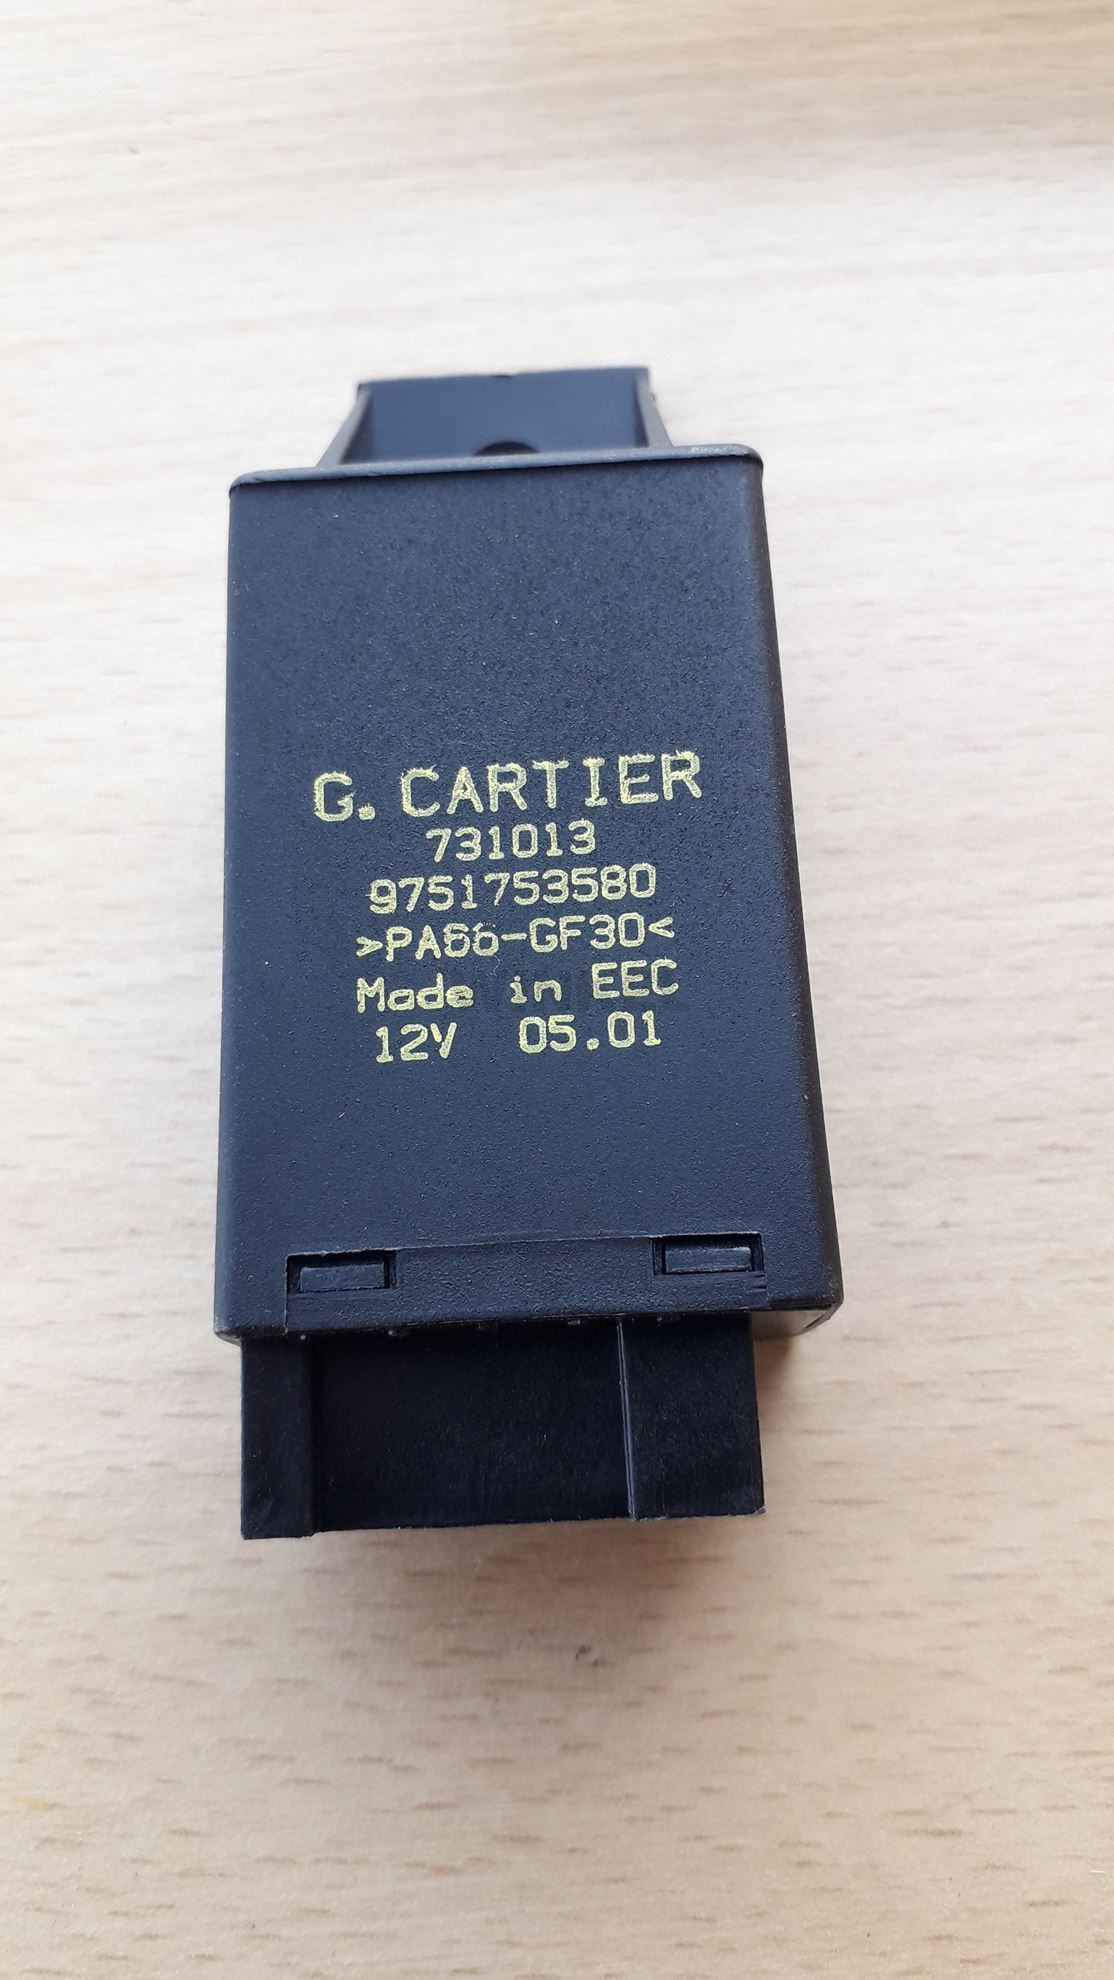 G. CARTIER
731013
9751753580
>PA66-GF30<
Made in EEC
12V 05.01